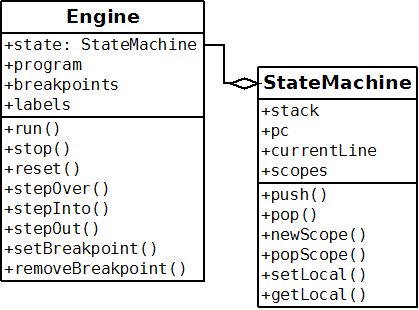 Engine
+state: StateMachine
+program
+breakpoints
+labels
+run()
+stop()
+reset()
+stepOver()
+stepInto()
+stepOut()
+setBreakpoint()
+removeBreakpoint()
StateMachine
+stack
+pc
+currentLine
+scopes
+push()
+pop()
+newScope()
+popScope()
+setLocal()
+getLocal()